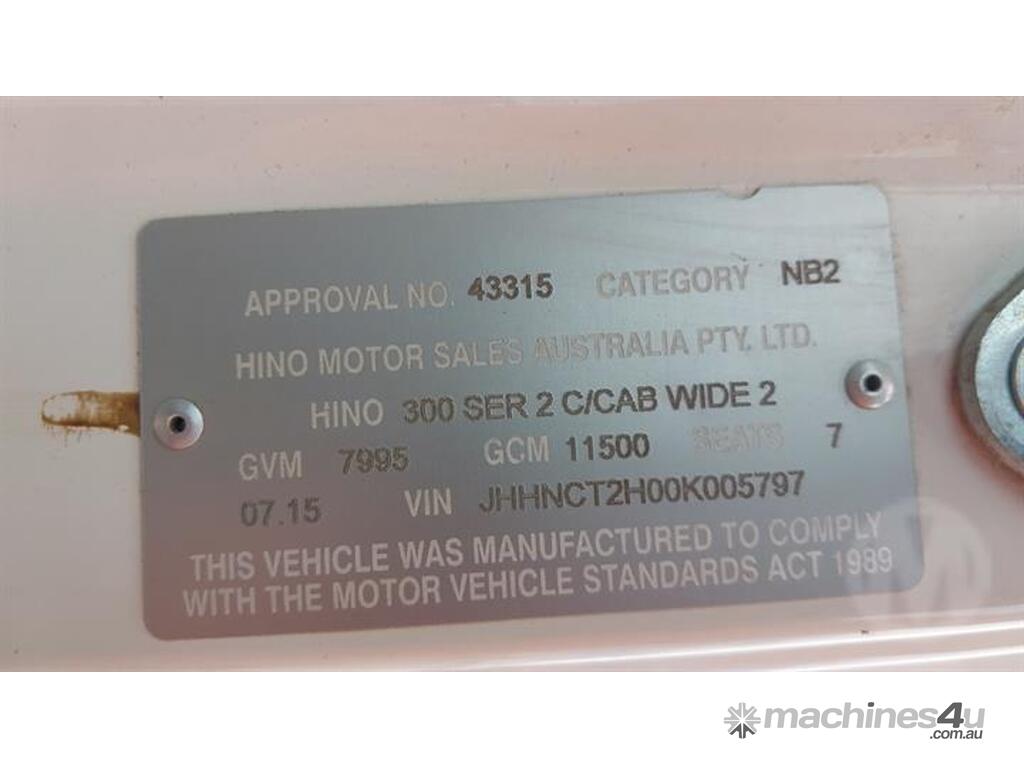 APPROVAL NO. 43315 CATEGORY NB2
HINO MOTOR SALES AUSTRALIA PTY. LTD.
HINO 300 SER 2 C/CAB WIDE 2
GVM 7995 GCM 11500 SEATS 7
07.15 VIN JHHNCT2H00K005797
THIS VEHICLE WAS MANUFACTURED TO COMPLY
WITH THE MOTOR VEHICLE STANDARDS ACT 1989
machines4u
.com.au